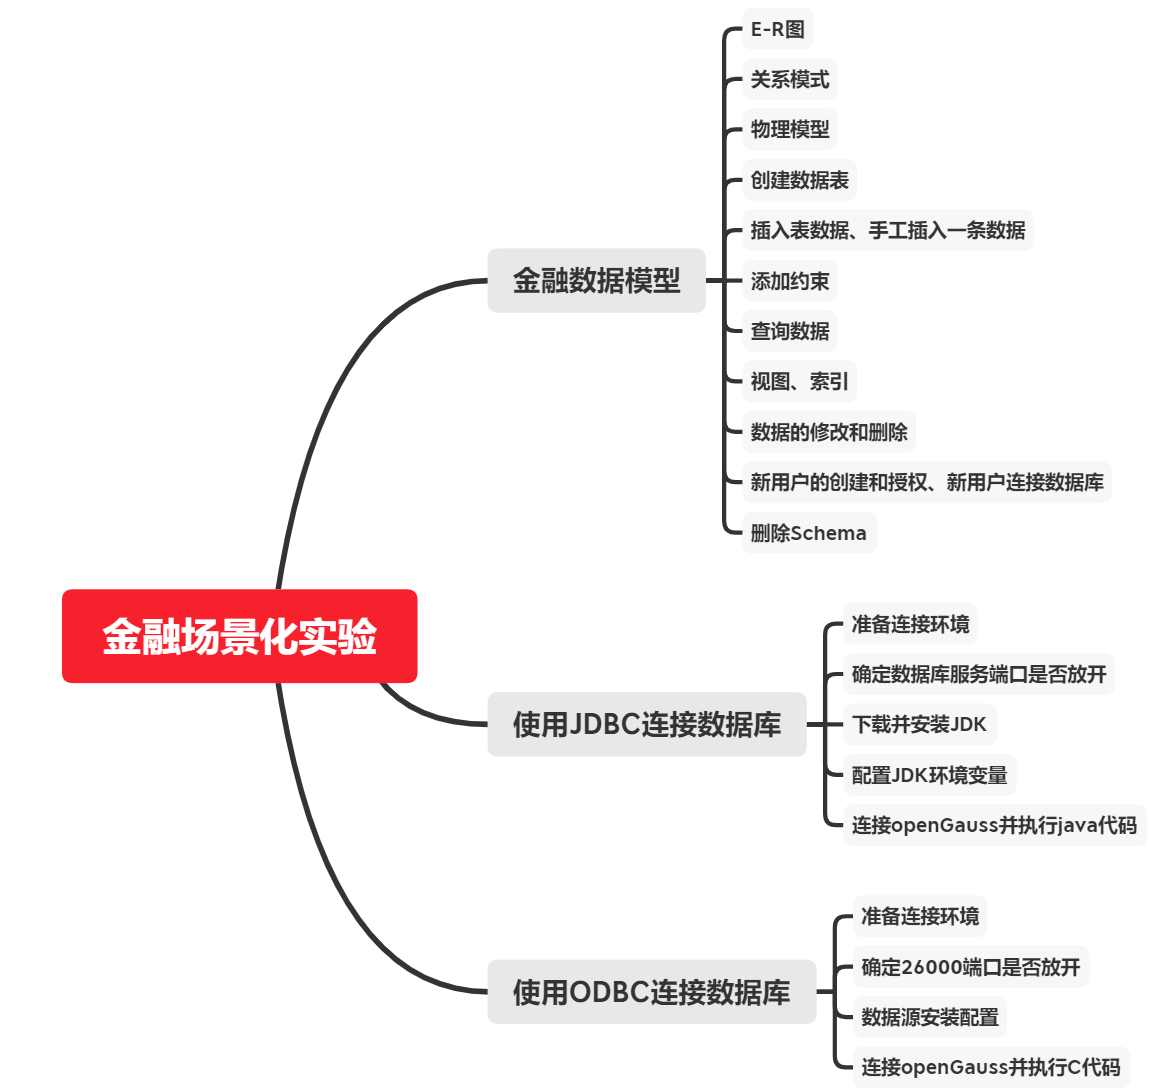 金融场景化实验
金融数据模型
E-R图
关系模式
物理模型
创建数据表
插入表数据、手工插入一条数据
添加约束
查询数据
视图、索引
数据的修改和删除
新用户的创建和授权、新用户连接数据库
删除Schema
使用JDBC连接数据库
准备连接环境
确定数据库服务端口是否放开
下载并安装JDK
配置JDK环境变量
连接openGauss并执行java代码
使用ODBC连接数据库
准备连接环境
确定26000端口是否放开
数据源安装配置
连接openGauss并执行C代码